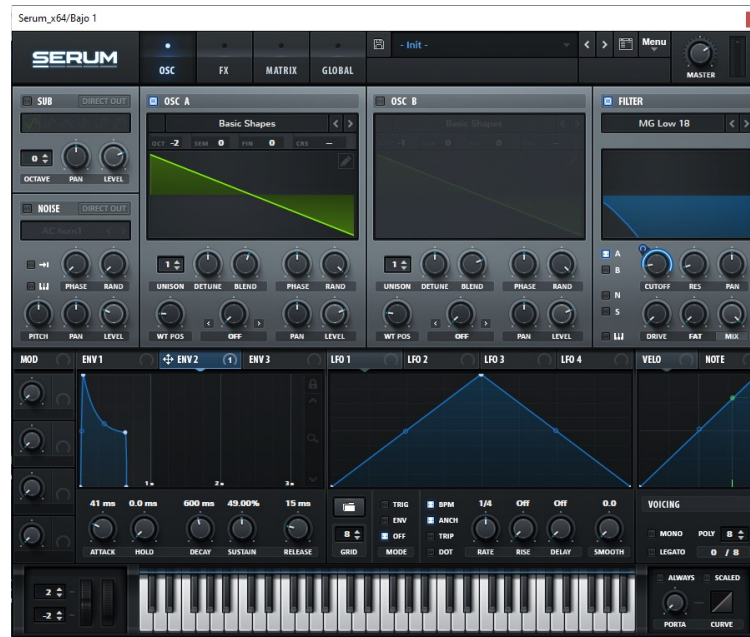 Serum_x64/Bajo 1
SERUM
OSC FX MATRIX GLOBAL
- Init -
Menu
MASTER
SUB DIRECT OUT
OSC A
OSC B
FILTER
Basic Shapes
Basic Shapes
MG Low 18
OCT -2 SEM 0 FIN 0 CRS --
0
OCTAVE PAN LEVEL
NOISE DIRECT OUT
AC hum1
PHASE RAND
PITCH PAN LEVEL
1
UNISON DETUNE BLEND PHASE RAND
WT POS OFF PAN LEVEL
1
UNISON DETUNE BLEND PHASE RAND
WT POS OFF PAN LEVEL
A
B
N
S
CUTOFF RES PAN
DRIVE FAT MIX
MOD ENV 1 ENV 2 1 ENV 3 LFO 1 LFO 2 LFO 3 LFO 4 VELO NOTE
1s 2s 3s
41 ms 0.0 ms 600 ms 49.00% 15 ms
ATTACK HOLD DECAY SUSTAIN RELEASE
8
GRID
TRIG
ENV
OFF
MODE
BPM
ANCH
TRIP
DOT
1/4 Off Off 0.0
RATE RISE DELAY SMOOTH
VOICING
MONO POLY 8
LEGATO 0 / 8
2
-2
ALWAYS SCALED
PORTA CURVE